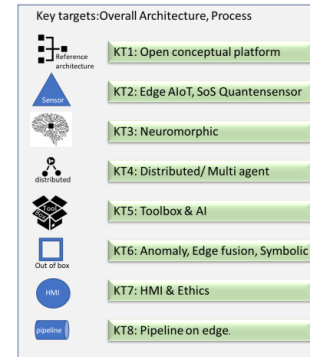 Key targets:Overall Architecture, Process
Reference
architecture
KT1: Open conceptual platform
Sensor
KT2: Edge AIoT, SoS Quantensensor
KT3: Neuromorphic
distributed
KT4: Distributed/ Multi agent
Tool
Box
KT5: Toolbox & AI
Out of box
KT6: Anomaly, Edge fusion, Symbolic
HMI
KT7: HMI & Ethics
pipeline
KT8: Pipeline on edge.